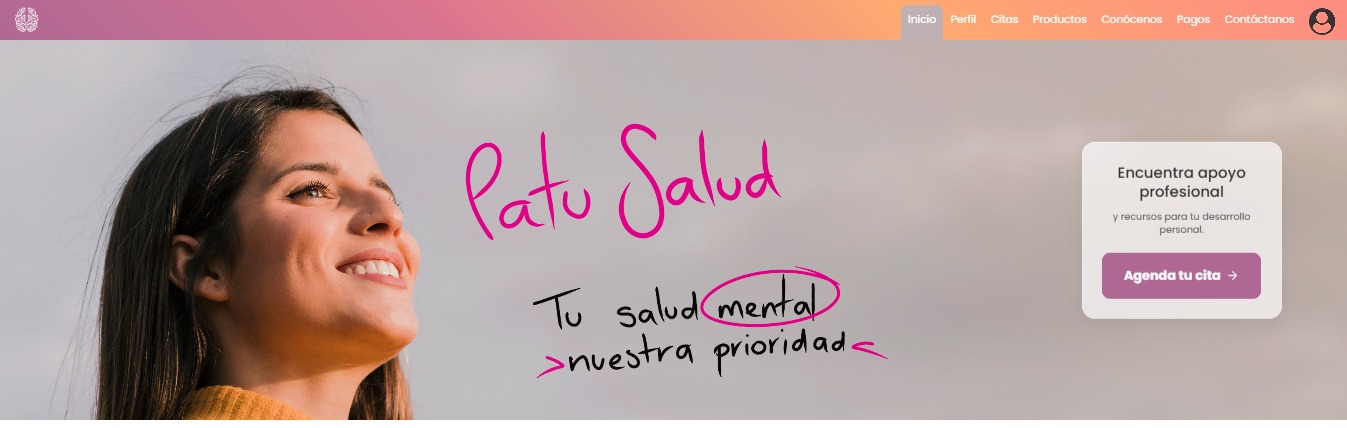 Inicio Perfil Citas Productos Conócenos Pagos Contáctanos
Patu Salud
Tu salud mental
>nuestra prioridad<
Encuentra apoyo
profesional
y recursos para tu desarrollo
personal.
Agenda tu cita →